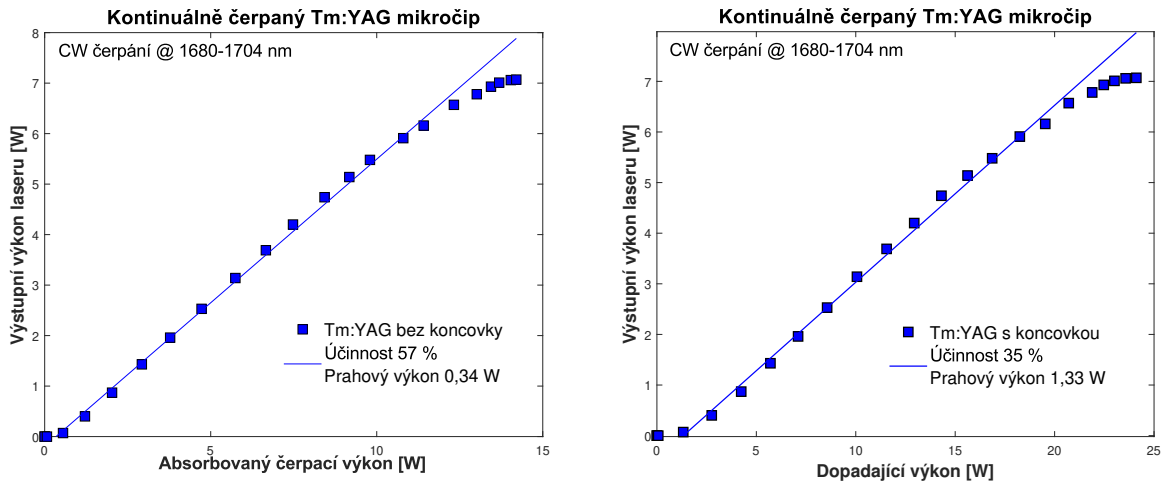 Kontinuálně čerpaný Tm:YAG mikročip
CW čerpání @ 1680-1704 nm
8
7
6
5
4
3
2
1
0
Výstupní výkon laseru [W]
Tm:YAG bez koncovky
Účinnost 57 %
Prahový výkon 0,34 W
0
5
10
15
Absorbovaný čerpací výkon [W]
Kontinuálně čerpaný Tm:YAG mikročip
CW čerpání @ 1680-1704 nm
7
6
5
4
3
2
1
0
Výstupní výkon laseru [W]
Tm:YAG s koncovkou
Účinnost 35 %
Prahový výkon 1,33 W
0
5
10
15
20
25
Dopadající výkon [W]